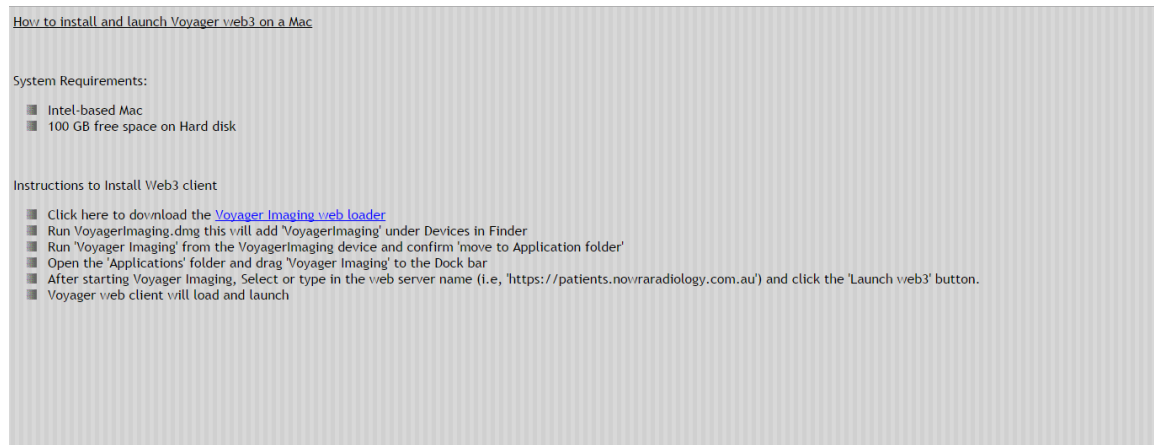 How to install and launch Voyager web3 on a Mac
System Requirements:
Intel-based Mac
100 GB free space on Hard disk
Instructions to Install Web3 client
Click here to download the Voyager Imaging web loader
Run VoyagerImaging.dmg this will add 'VoyagerImaging' under Devices in Finder
Run 'Voyager Imaging' from the VoyagerImaging device and confirm 'move to Application folder'
Open the 'Applications' folder and drag 'Voyager Imaging' to the Dock bar
After starting Voyager Imaging, Select or type in the web server name (i.e, 'https://patients.nowraradiology.com.au') and click the 'Launch web3' button.
Voyager web client will load and launch